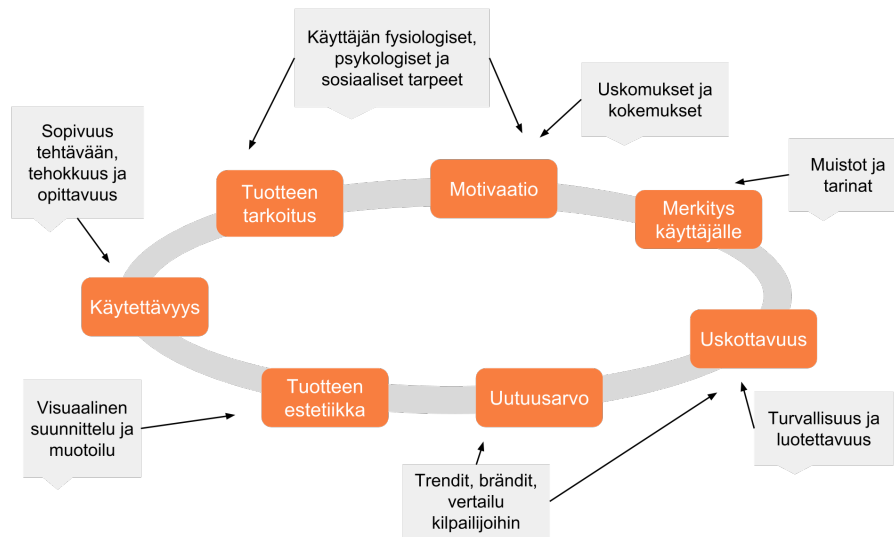 Käyttäjän fysiologiset,
psykologiset ja
sosiaaliset tarpeet
Uskomukset ja
kokemukset
Sopivuus
tehtävään,
tehokkuus ja
opittavuus
Muistot ja
tarinat
Tuotteen
tarkoitus
Motivaatio
Merkitys
käyttäjälle
Käytettävyys
Uskottavuus
Tuotteen
estetiikka
Uutuusarvo
Visuaalinen
suunnittelu ja
muotoilu
Turvallisuus ja
luotettavuus
Trendit, brändit,
vertailu
kilpailijoihin